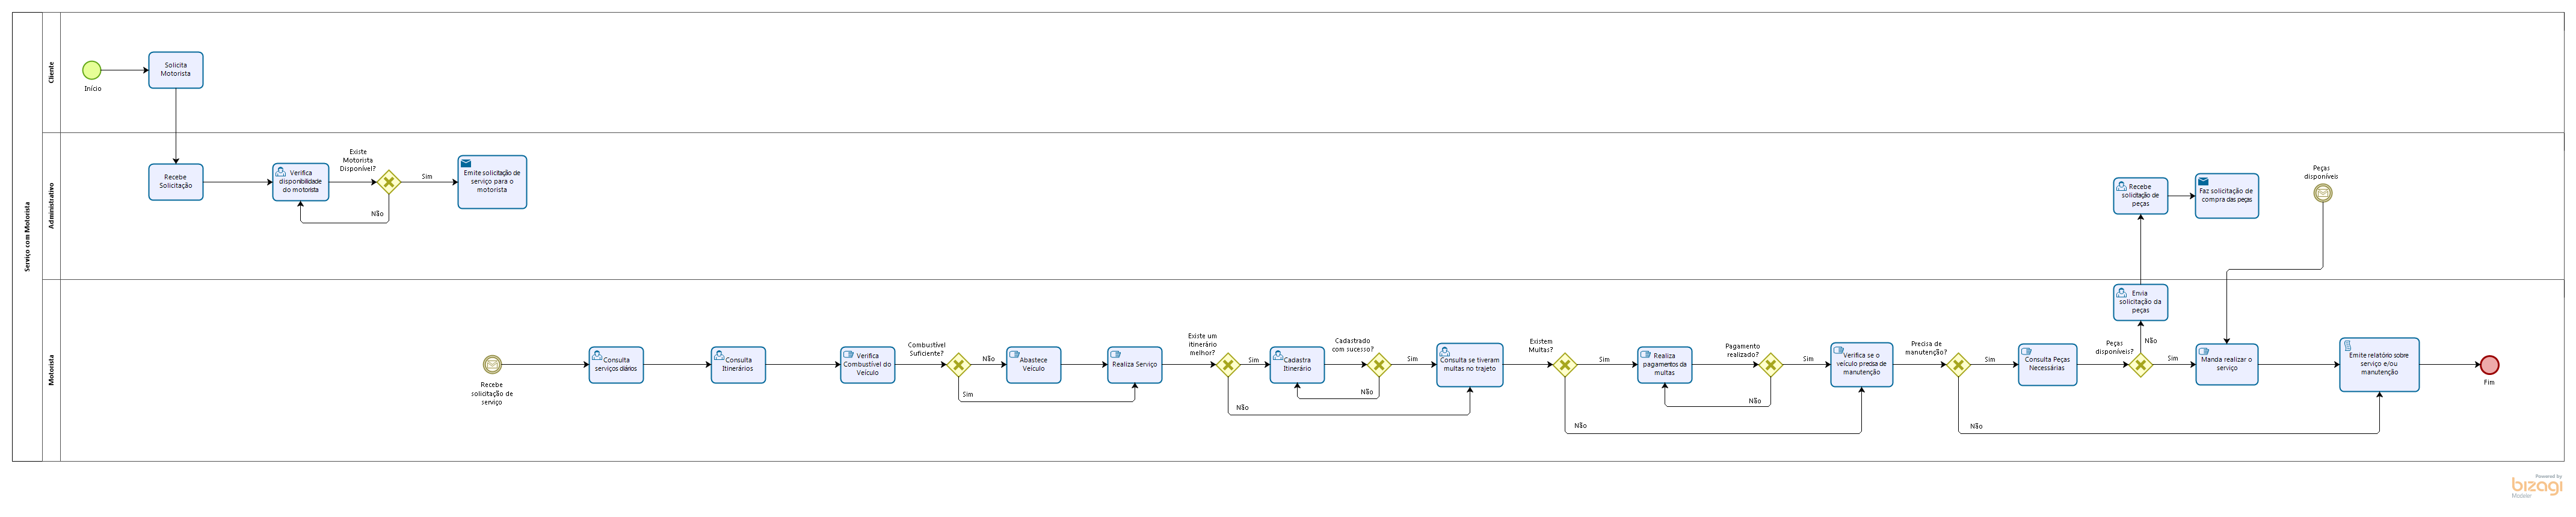 Serviço com Motorista
Cliente
Início
Solicita
Motorista
Administrativo
Recebe
Solicitação
Verifica
disponibilidade
do motorista
Existe
Motorista
Disponível?
Sim
Não
Emite solicitação de
serviço para o
motorista
Recebe
solicitação de
peças
Faz solicitação de
compra das peças
Peças
disponíveis
Motorista
Recebe
solicitação de
serviço
Consulta
serviços diários
Consulta
Itinerários
Verifica
Combustível do
Veículo
Combustível
Suficiente?
Não
Sim
Abastece
Veículo
Realiza Serviço
Existe um
itinerário
melhor?
Sim
Não
Cadastra
Itinerário
Cadastrado
com sucesso?
Sim
Não
Consulta se tiveram
multas no trajeto
Existem
Multas?
Sim
Não
Realiza
pagamentos da
multas
Pagamento
realizado?
Sim
Não
Verifica se o
veículo precisa de
manutenção
Precisa de
manutenção?
Sim
Não
Consulta Peças
Necessárias
Peças
disponíveis?
Não
Sim
Envia
solicitação da
peças
Manda realizar o
serviço
Emite relatório sobre
serviço e/ou
manutenção
Fim
Powered by
bizagi
Modeler